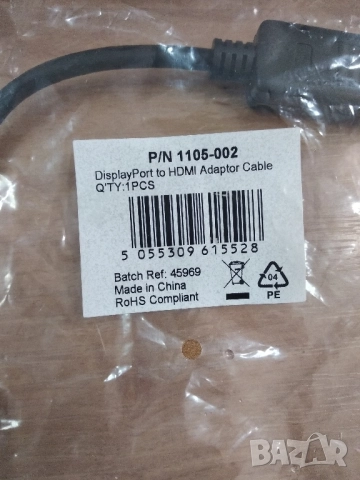 P/N 1105-002
DisplayPort to HDMI Adaptor Cable
Q'TY:1PCS
5 055309 615528
Batch Ref: 45969
Made in China
RoHS Compliant
04
PE
BAZAR